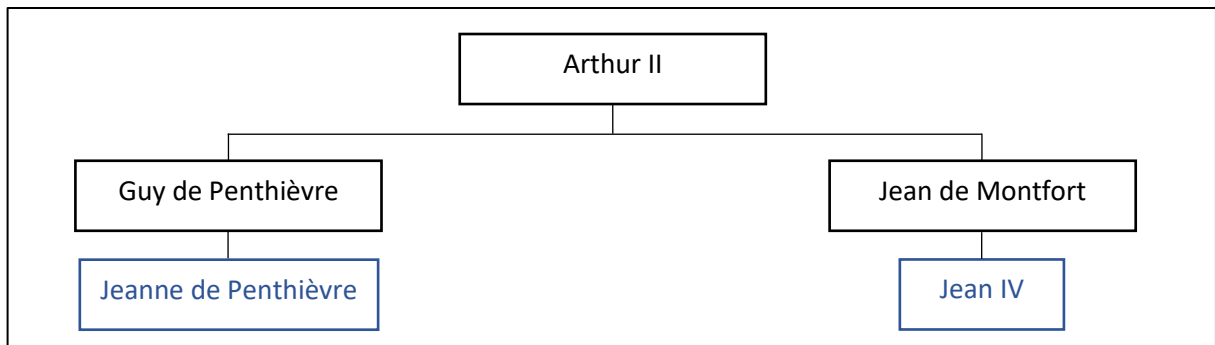 Arthur II
Guy de Penthièvre
Jean de Montfort
Jeanne de Penthièvre
Jean IV